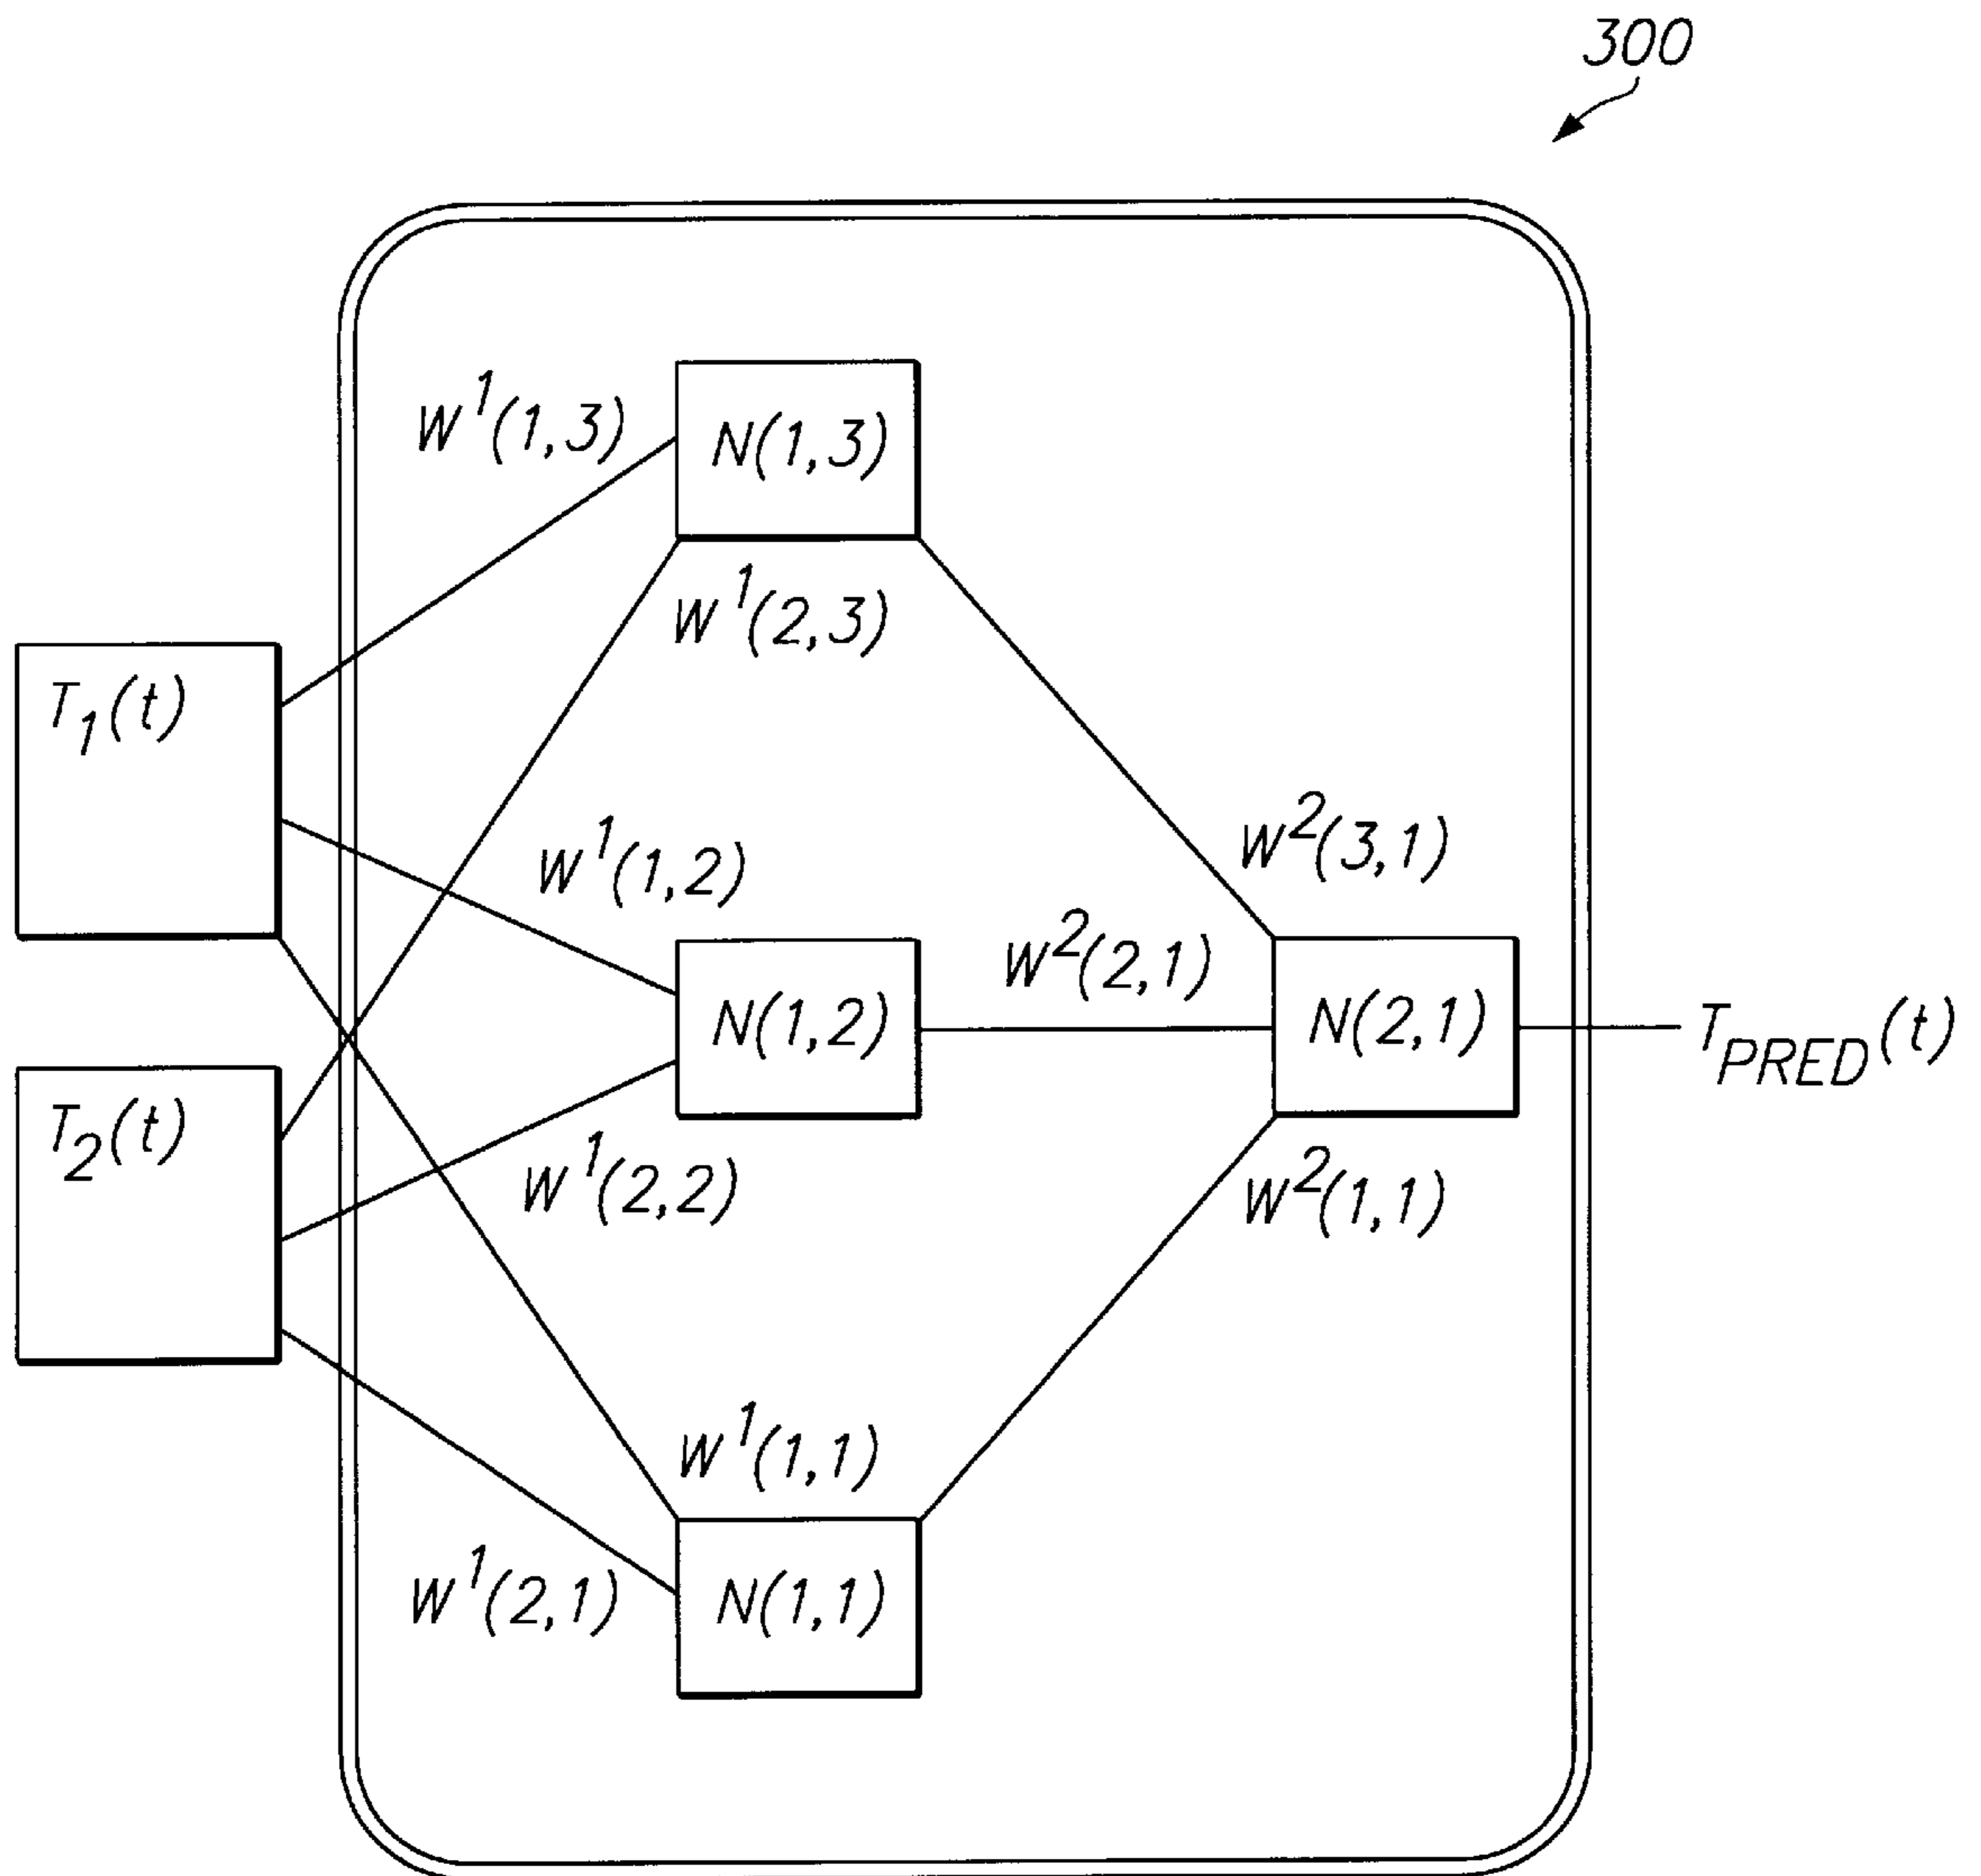 300
W¹(1,3)
N(1,3)
W¹(2,3)
T₁(t)
W¹(1,2)
W²(3,1)
N(1,2)
W²(2,1)
N(2,1)
T_PRED(t)
T₂(t)
W¹(2,2)
W²(1,1)
W¹(1,1)
W¹(2,1)
N(1,1)